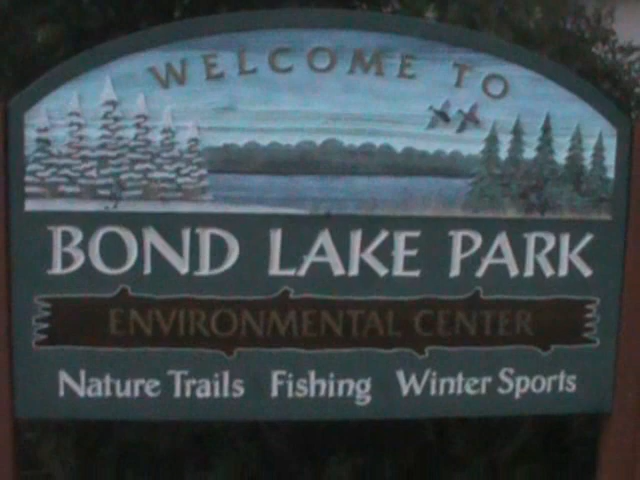 WELCOME TO
BOND LAKE PARK
ENVIRONMENTAL CENTER
Nature Trails Fishing Winter Sports